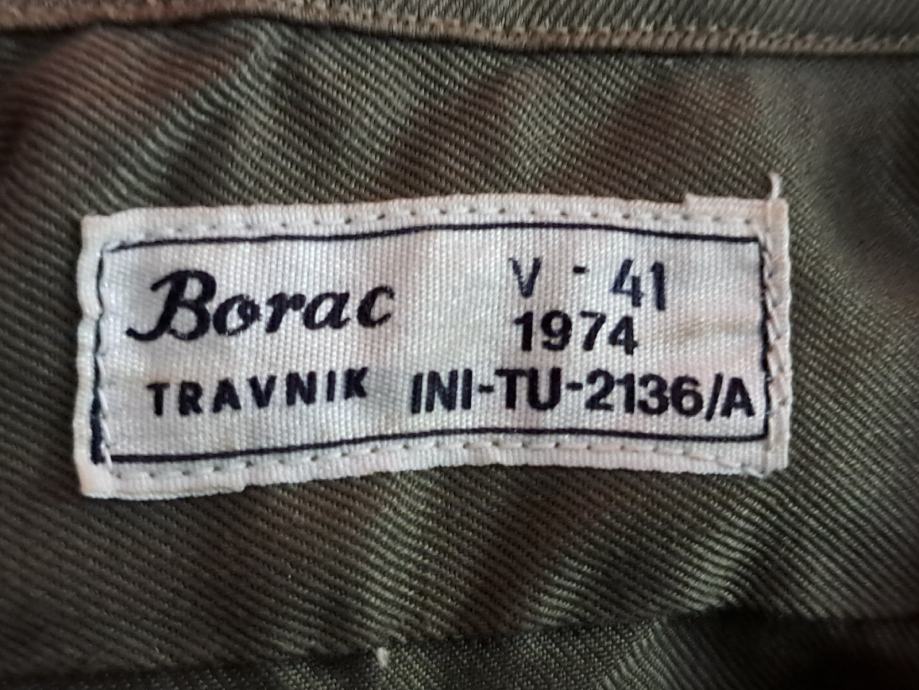 Borac
TRAVNIK
V - 41
1974
INI-TU-2136/A